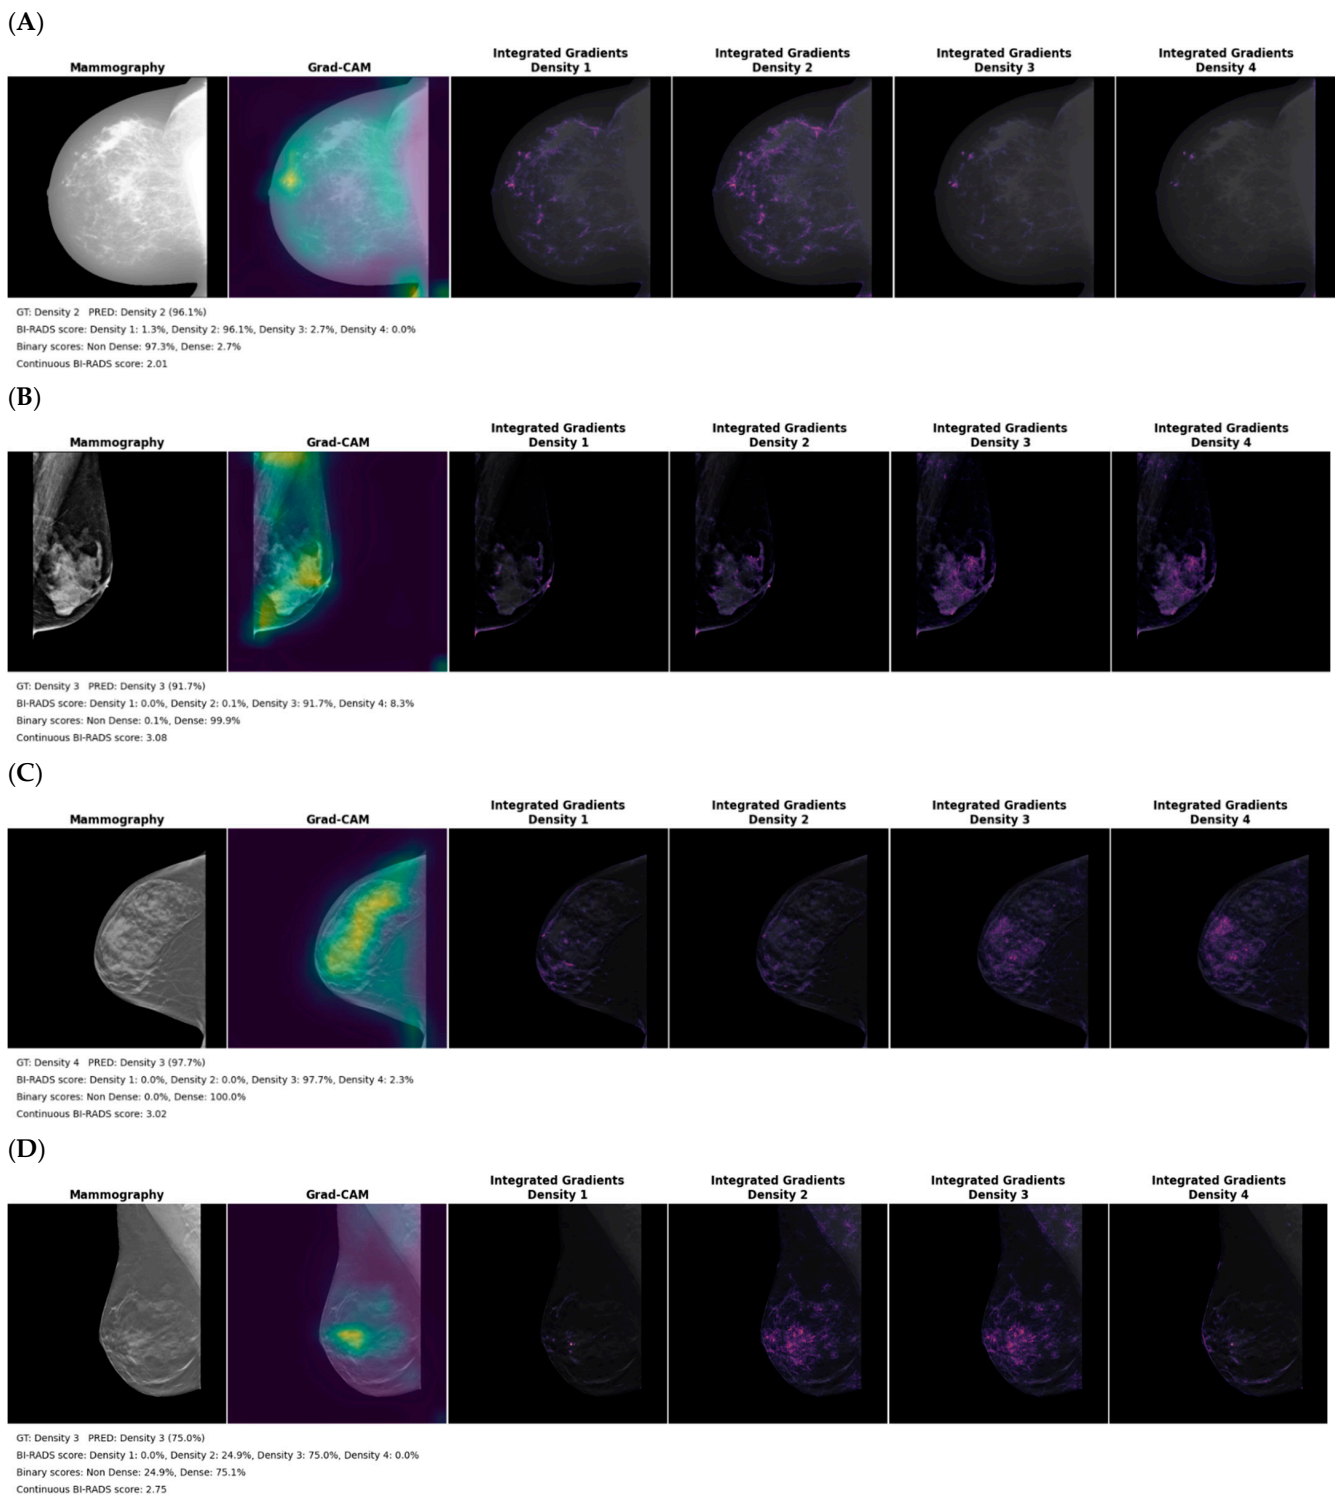 (A)
Mammography
Grad-CAM
Integrated Gradients
Density 1
Integrated Gradients
Density 2
Integrated Gradients
Density 3
Integrated Gradients
Density 4
GT: Density 2 PRED: Density 2 (96.1%)
BI-RADS score: Density 1: 1.3%, Density 2: 96.1%, Density 3: 2.7%, Density 4: 0.0%
Binary scores: Non Dense: 97.3%, Dense: 2.7%
Continuous BI-RADS score: 2.01
(B)
Mammography
Grad-CAM
Integrated Gradients
Density 1
Integrated Gradients
Density 2
Integrated Gradients
Density 3
Integrated Gradients
Density 4
GT: Density 3 PRED: Density 3 (91.7%)
BI-RADS score: Density 1: 0.0%, Density 2: 0.1%, Density 3: 91.7%, Density 4: 8.3%
Binary scores: Non Dense: 0.1%, Dense: 99.9%
Continuous BI-RADS score: 3.08
(C)
Mammography
Grad-CAM
Integrated Gradients
Density 1
Integrated Gradients
Density 2
Integrated Gradients
Density 3
Integrated Gradients
Density 4
GT: Density 4 PRED: Density 3 (97.7%)
BI-RADS score: Density 1: 0.0%, Density 2: 0.0%, Density 3: 97.7%, Density 4: 2.3%
Binary scores: Non Dense: 0.0%, Dense: 100.0%
Continuous BI-RADS score: 3.02
(D)
Mammography
Grad-CAM
Integrated Gradients
Density 1
Integrated Gradients
Density 2
Integrated Gradients
Density 3
Integrated Gradients
Density 4
GT: Density 3 PRED: Density 3 (75.0%)
BI-RADS score: Density 1: 0.0%, Density 2: 24.9%, Density 3: 75.0%, Density 4: 0.0%
Binary scores: Non Dense: 24.9%, Dense: 75.1%
Continuous BI-RADS score: 2.75